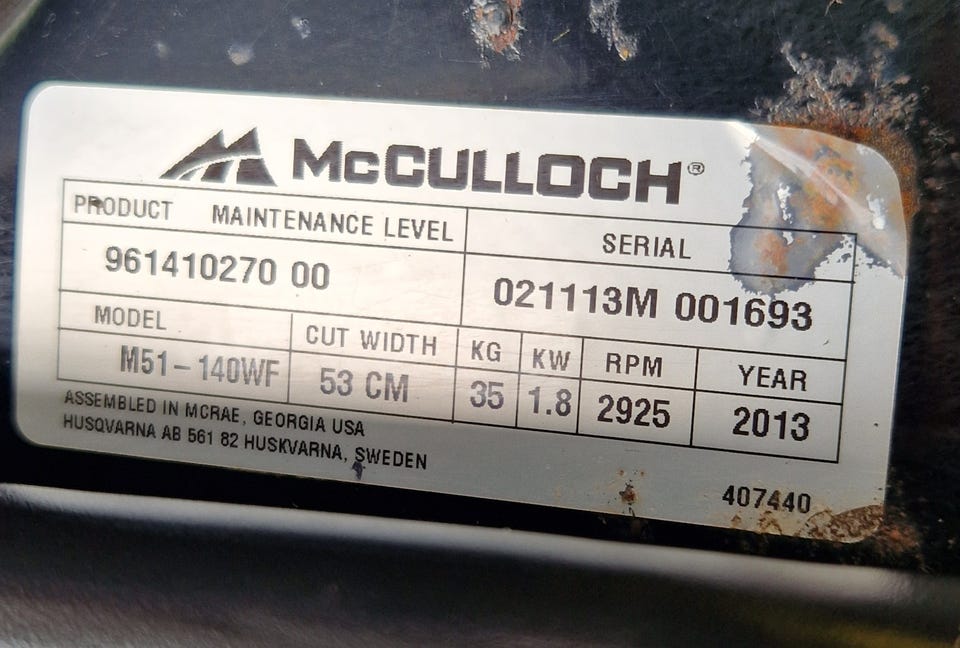 McCULLOCH®
PRODUCT MAINTENANCE LEVEL SERIAL
961410270 00 021113M 001693
MODEL CUT WIDTH KG KW RPM YEAR
M51-140WF 53 CM 35 1.8 2925 2013
ASSEMBLED IN MCRAE, GEORGIA USA
HUSQVARNA AB 561 82 HUSKVARNA, SWEDEN
407440